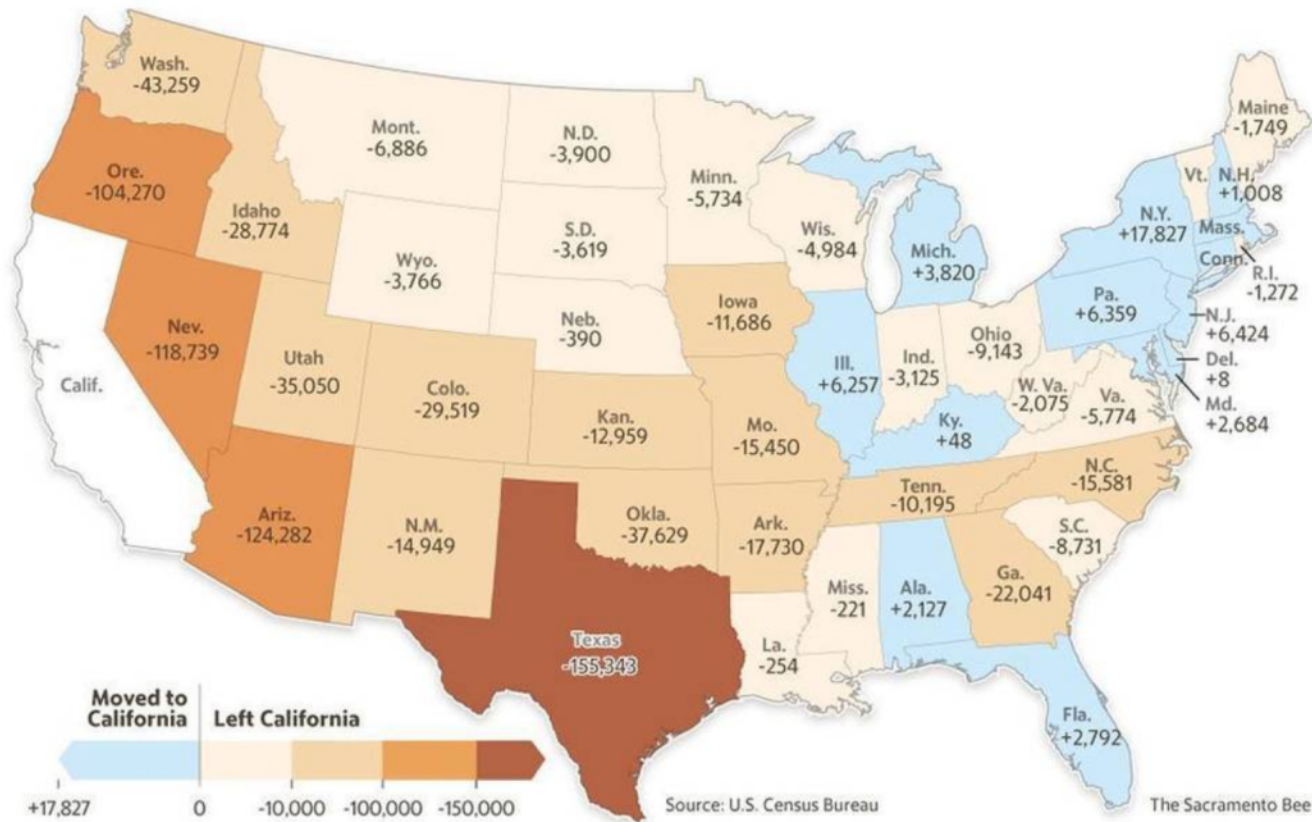 Wash.
-43,259
Ore.
-104,270
Idaho
-28,774
Mont.
-6,886
Wyo.
-3,766
N.D.
-3,900
S.D.
-3,619
Neb.
-390
Minn.
-5,734
Wis.
-4,984
Mich.
+3,820
Iowa
-11,686
Ill.
+6,257
Ind.
-3,125
Ohio
-9,143
Pa.
+6,359
N.Y.
+17,827
Vt.
N.H.
+1,008
Maine
-1,749
Mass.
Conn.
R.I.
-1,272
N.J.
+6,424
Del.
+8
Md.
+2,684
W. Va.
-2,075
Va.
-5,774
Ky.
+48
Calif.
Nev.
-118,739
Utah
-35,050
Colo.
-29,519
Kan.
-12,959
Mo.
-15,450
Tenn.
-10,195
N.C.
-15,581
S.C.
-8,731
Ariz.
-124,282
N.M.
-14,949
Okla.
-37,629
Ark.
-17,730
Texas
-155,343
La.
-254
Miss.
-221
Ala.
+2,127
Ga.
-22,041
Fla.
+2,792
Moved to
California
Left California
+17,827 0 -10,000 -100,000 -150,000
Source: U.S. Census Bureau
The Sacramento Bee